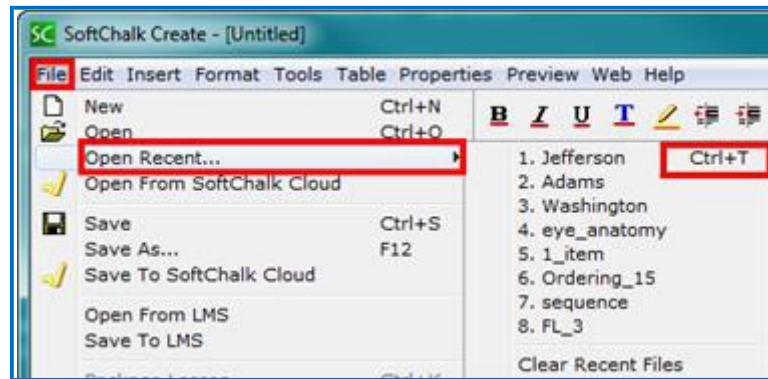 SC SoftChalk Create - [Untitled]
File Edit Insert Format Tools Table Properties Preview Web Help
New Ctrl+N
Open Ctrl+O
Open Recent...
Open From SoftChalk Cloud
Save Ctrl+S
Save As... F12
Save To SoftChalk Cloud
Open From LMS
Save To LMS
B I U T
1. Jefferson Ctrl+T
2. Adams
3. Washington
4. eye_anatomy
5. 1_item
6. Ordering_15
7. sequence
8. FL_3
Clear Recent Files